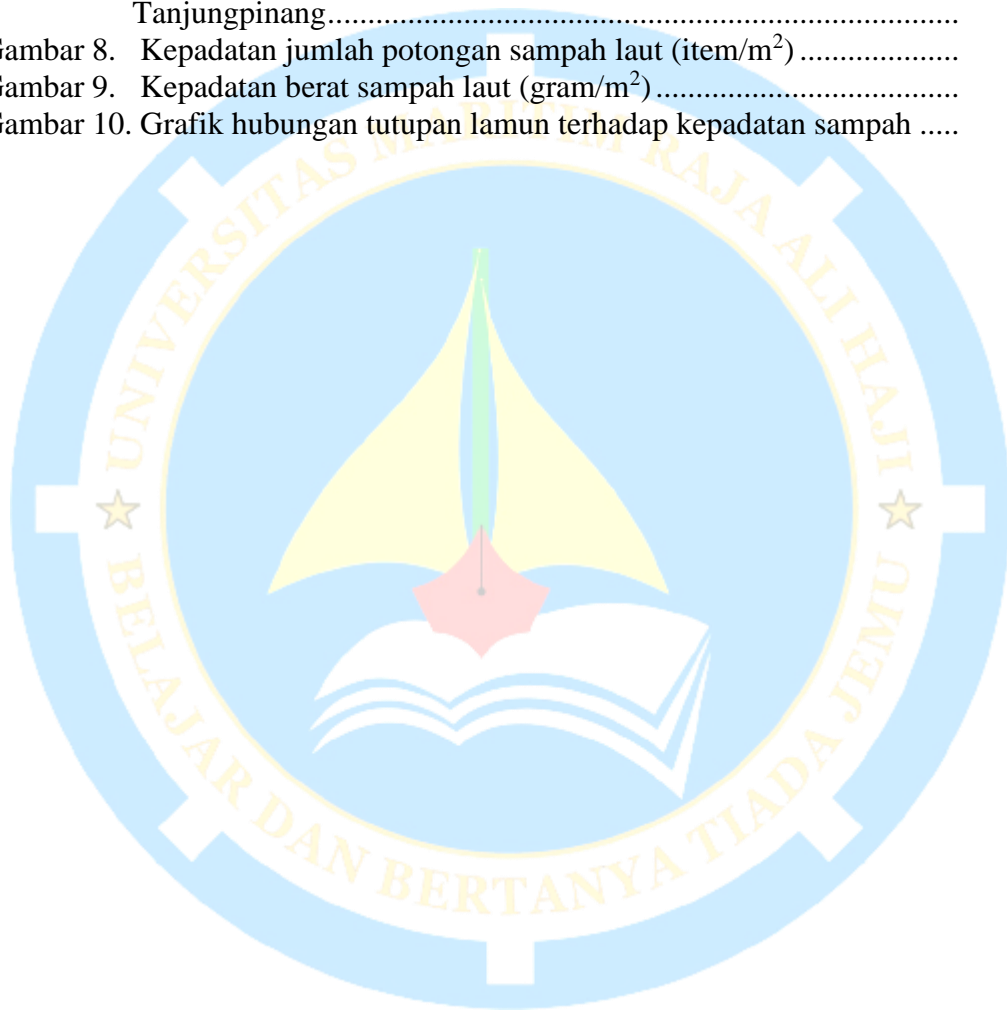 Tanjungpinang............................................................................
Gambar 8. Kepadatan jumlah potongan sampah laut (item/m²) ...................
Gambar 9. Kepadatan berat sampah laut (gram/m²).....................................
Gambar 10. Grafik hubungan tutupan lamun terhadap kepadatan sampah .....
UNIVERSITAS MARITIM RAJA ALI HAJI
BELAJAR DAN BERTANYA TIADA JEMU